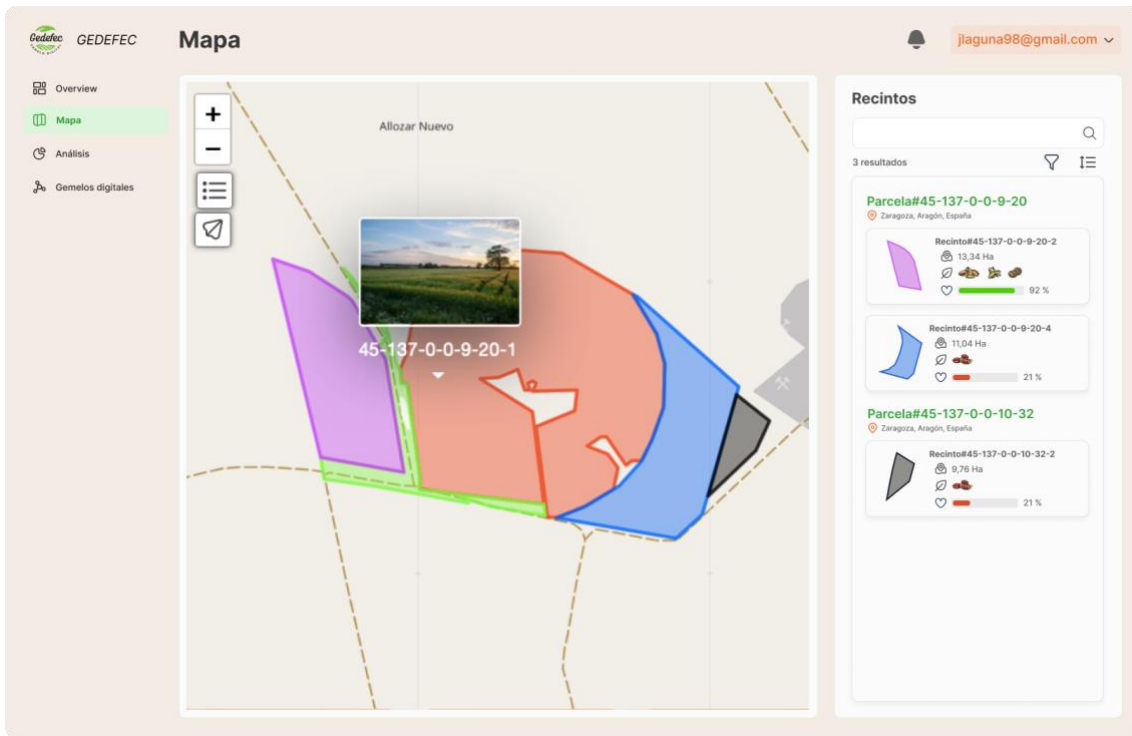 Gedefec
GEDEFEC
Mapa
jlaguna98@gmail.com
Overview
Mapa
Análisis
Gemelos digitales
+
−
Allozar Nuevo
45-137-0-0-9-20-1
Recintos
3 resultados
Parcela#45-137-0-0-9-20
Zaragoza, Aragón, España
Recinto#45-137-0-0-9-20-2
13,34 Ha
92 %
Recinto#45-137-0-0-9-20-4
11,04 Ha
21 %
Parcela#45-137-0-0-10-32
Zaragoza, Aragón, España
Recinto#45-137-0-0-10-32-2
9,76 Ha
21 %